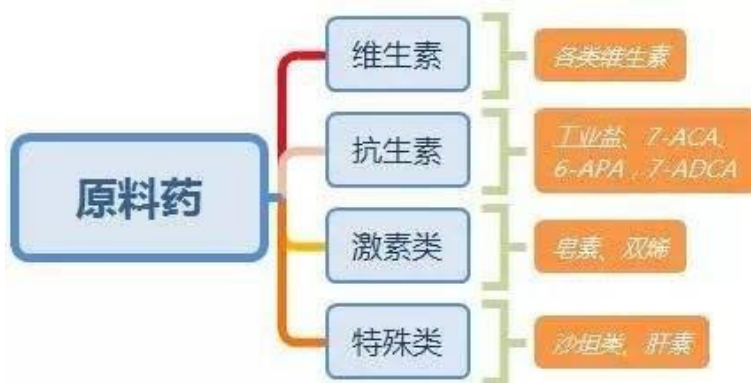 原料药
维生素
各类维生素
抗生素
工业盐、7-ACA、
6-APA，7-ADCA
激素类
皂素、双烯
特殊类
沙坦类、肝素